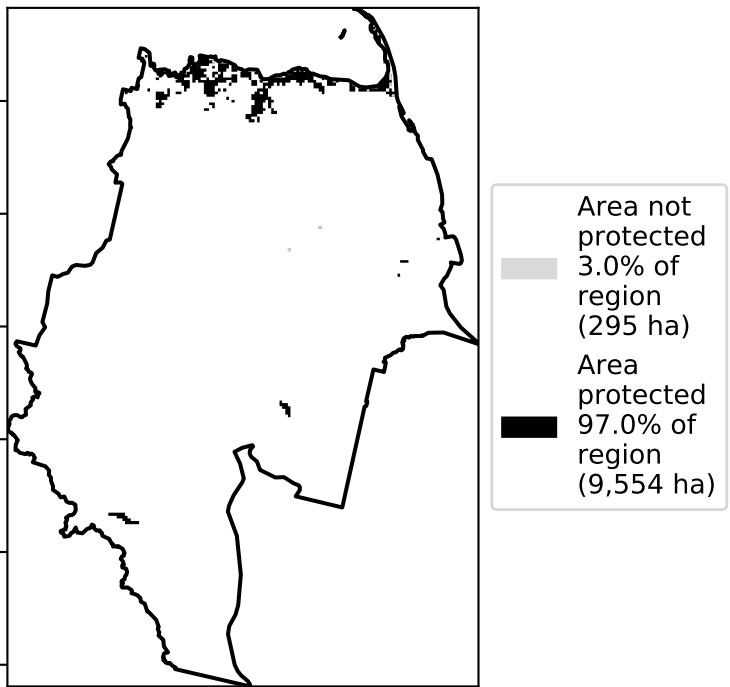 Area not
protected
3.0% of
region
(295 ha)
Area
protected
97.0% of
region
(9,554 ha)